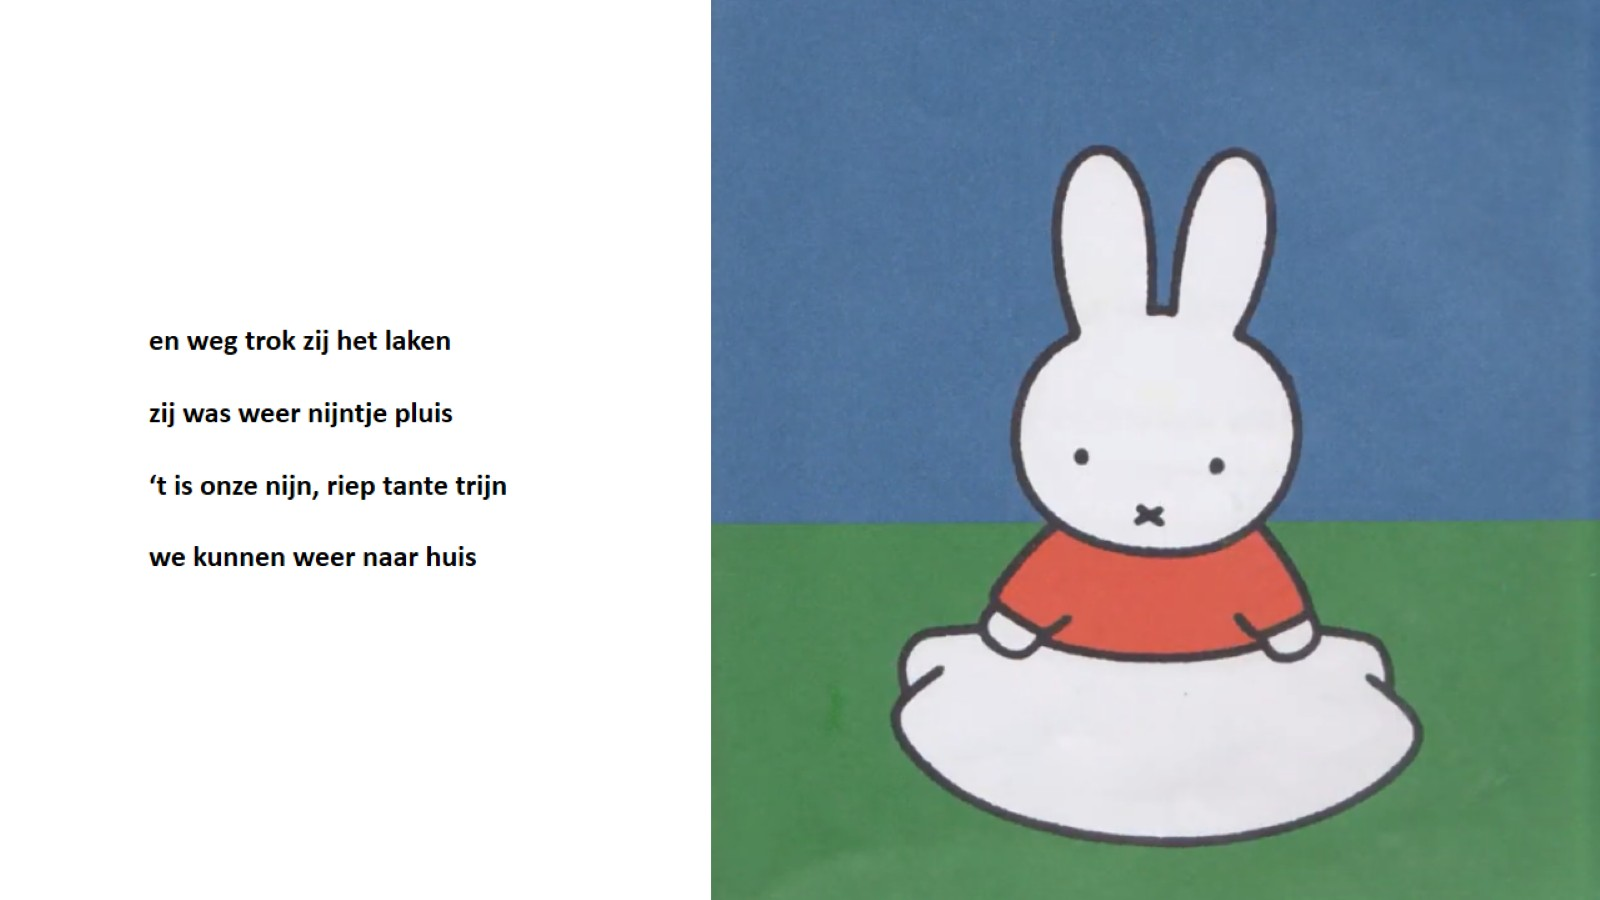 en weg trok zij het laken
zij was weer nijntje pluis
‘t is onze nijn, riep tante trijn
we kunnen weer naar huis